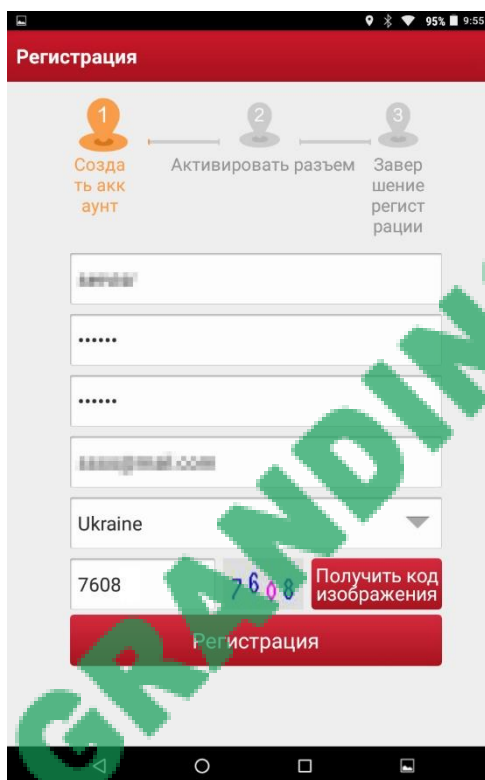 95% 9:55
Регистрация
1 2 3
Созда
ть акк
аунт
Активировать разъем
Завер
шение
регист
рации
••••••
••••••
Ukraine
7608 7608 Получить код
изображения
Регистрация
GRANDIN